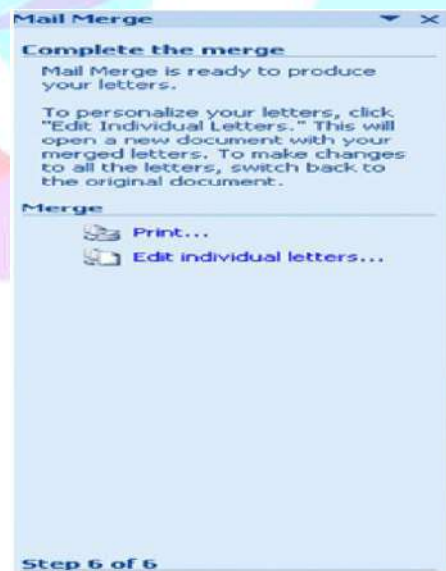 Mail Merge
Complete the merge
Mail Merge is ready to produce
your letters.
To personalize your letters, click
"Edit Individual Letters." This will
open a new document with your
merged letters. To make changes
to all the letters, switch back to
the original document.
Merge
Print...
Edit individual letters...
Step 6 of 6